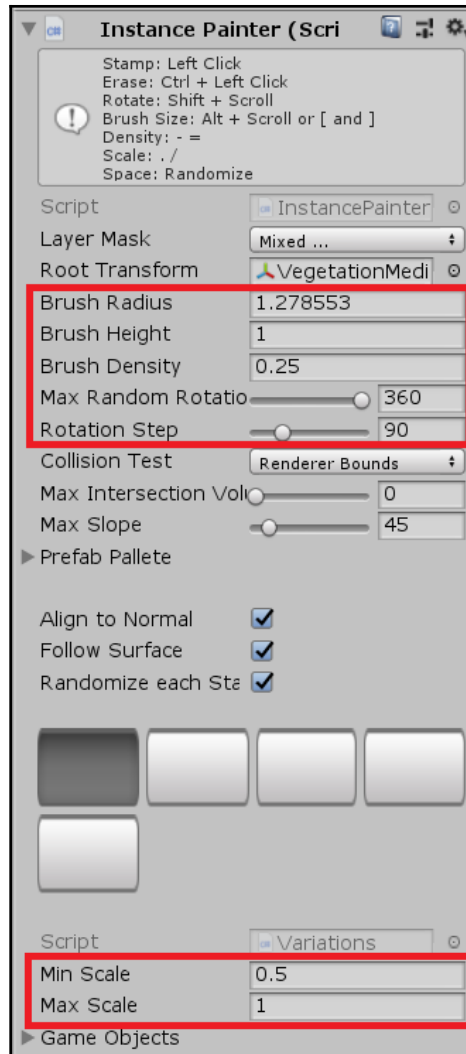 Instance Painter (Scri
Stamp: Left Click
Erase: Ctrl + Left Click
Rotate: Shift + Scroll
Brush Size: Alt + Scroll or [ and ]
Density: - =
Scale: . /
Space: Randomize
Script InstancePainter
Layer Mask Mixed ...
Root Transform VegetationMedi
Brush Radius 1.278553
Brush Height 1
Brush Density 0.25
Max Random Rotatio 360
Rotation Step 90
Collision Test Renderer Bounds
Max Intersection Volu 0
Max Slope 45
Prefab Pallete
Align to Normal
Follow Surface
Randomize each Sta
Script Variations
Min Scale 0.5
Max Scale 1
Game Objects